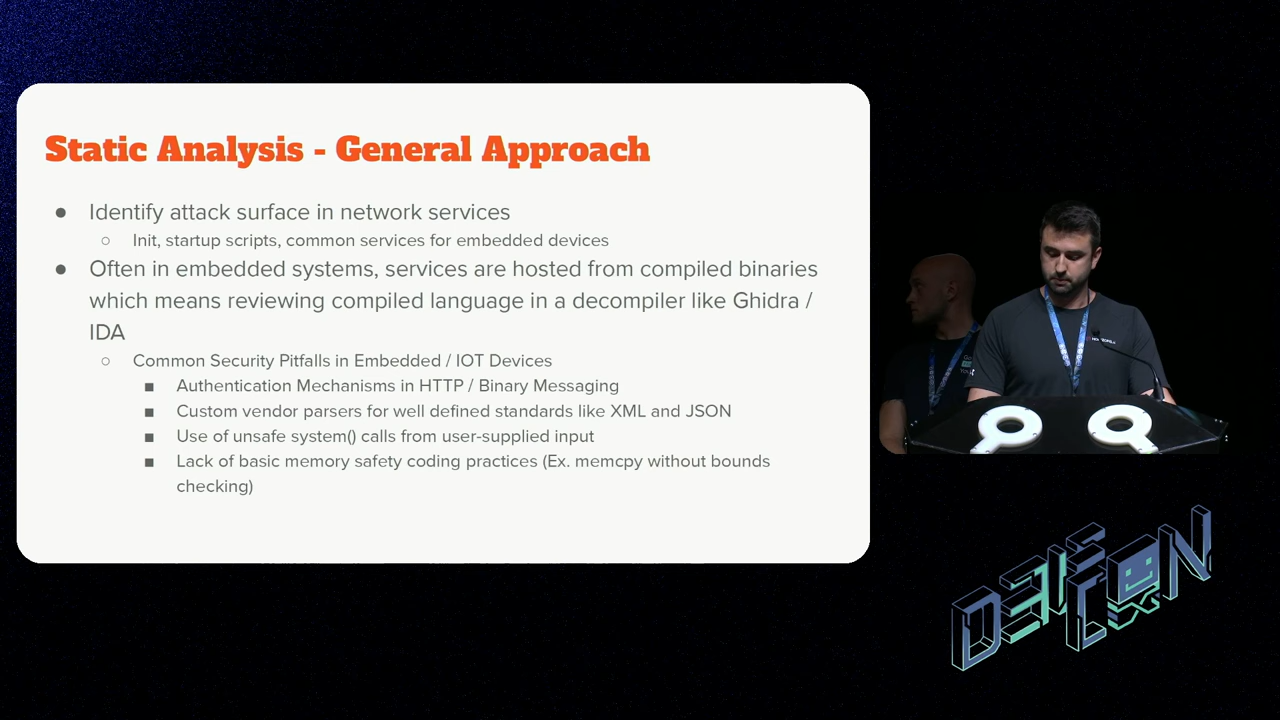 Static Analysis - General Approach
● Identify attack surface in network services
○ Init, startup scripts, common services for embedded devices
● Often in embedded systems, services are hosted from compiled binaries
which means reviewing compiled language in a decompiler like Ghidra /
IDA
○ Common Security Pitfalls in Embedded / IOT Devices
■ Authentication Mechanisms in HTTP / Binary Messaging
■ Custom vendor parsers for well defined standards like XML and JSON
■ Use of unsafe system() calls from user-supplied input
■ Lack of basic memory safety coding practices (Ex. memcpy without bounds
checking)
DEF
CON